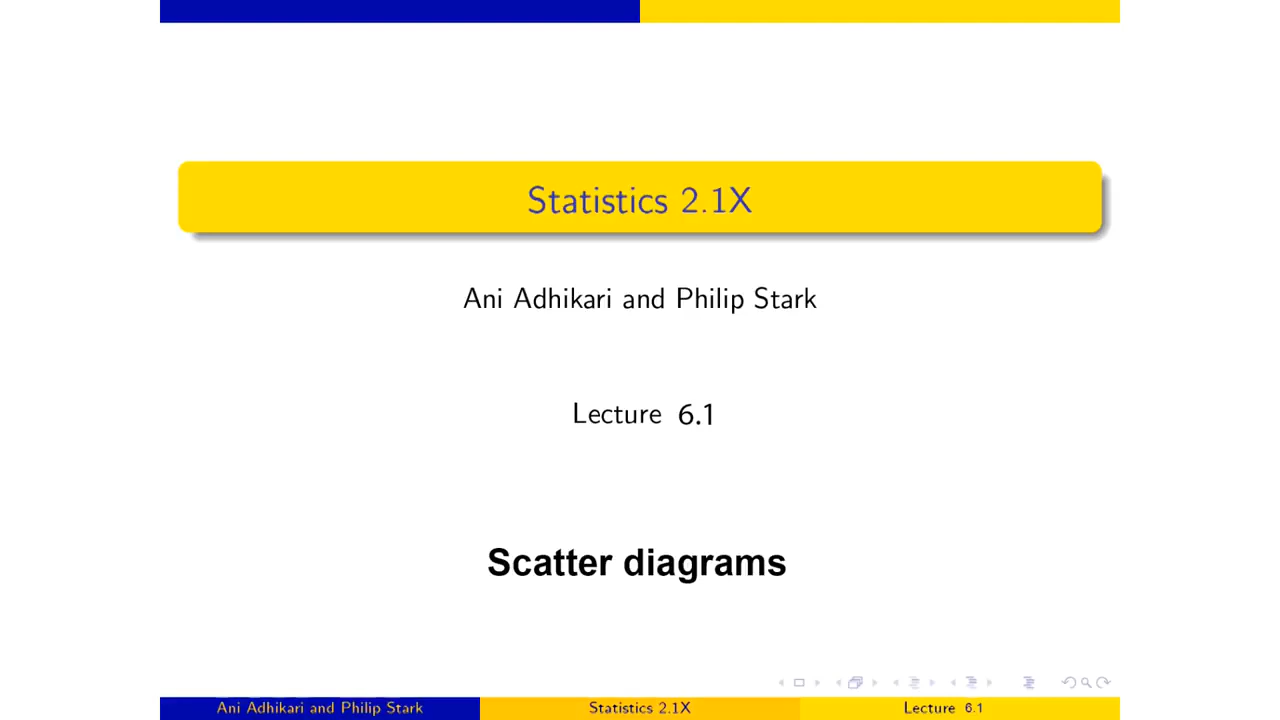 Statistics 2.1X
Ani Adhikari and Philip Stark
Lecture 6.1
Scatter diagrams
Ani Adhikari and Philip Stark Statistics 2.1X Lecture 6.1